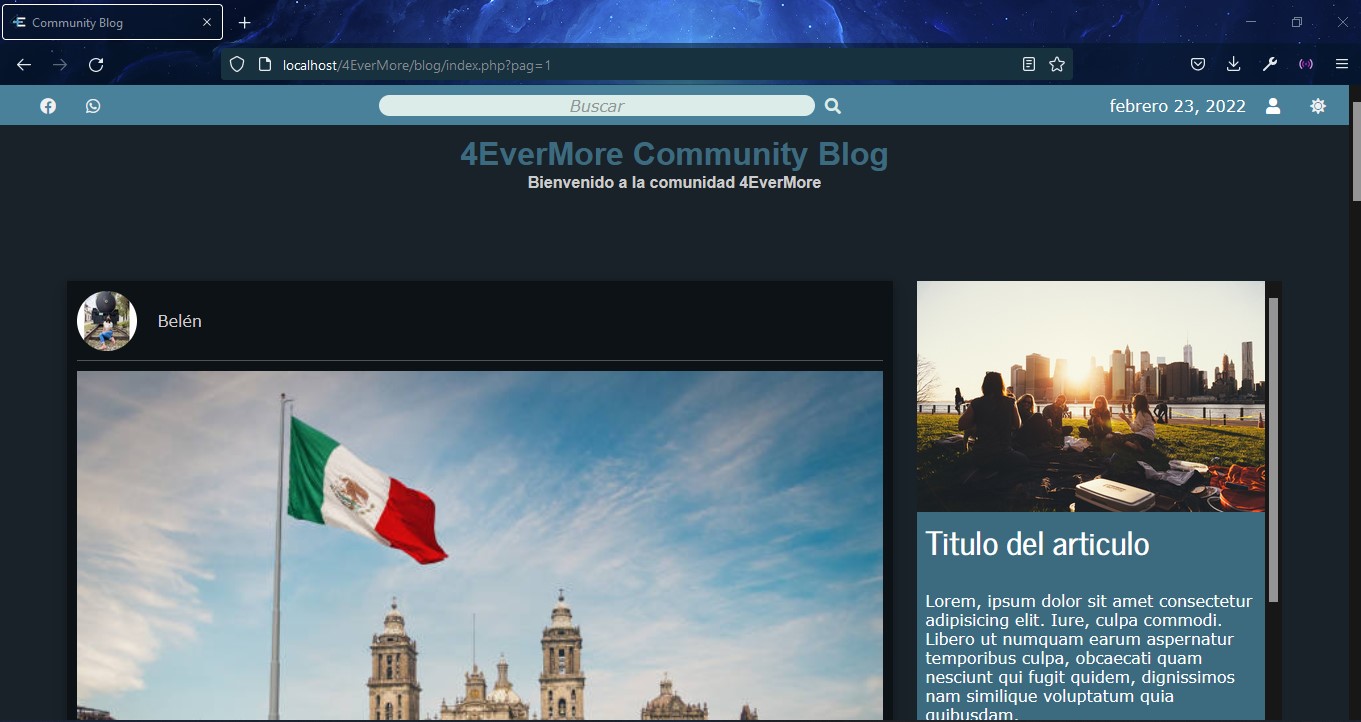 Community Blog
localhost/4EverMore/blog/index.php?pag=1
Buscar
febrero 23, 2022
4EverMore Community Blog
Bienvenido a la comunidad 4EverMore
Belén
Titulo del articulo
Lorem, ipsum dolor sit amet consectetur
adipisicing elit. Iure, culpa commodi.
Libero ut numquam earum aspernatur
temporibus culpa, obcaecati quam
nesciunt qui fugit quidem, dignissimos
nam similique voluptatum quia
quibusdam.